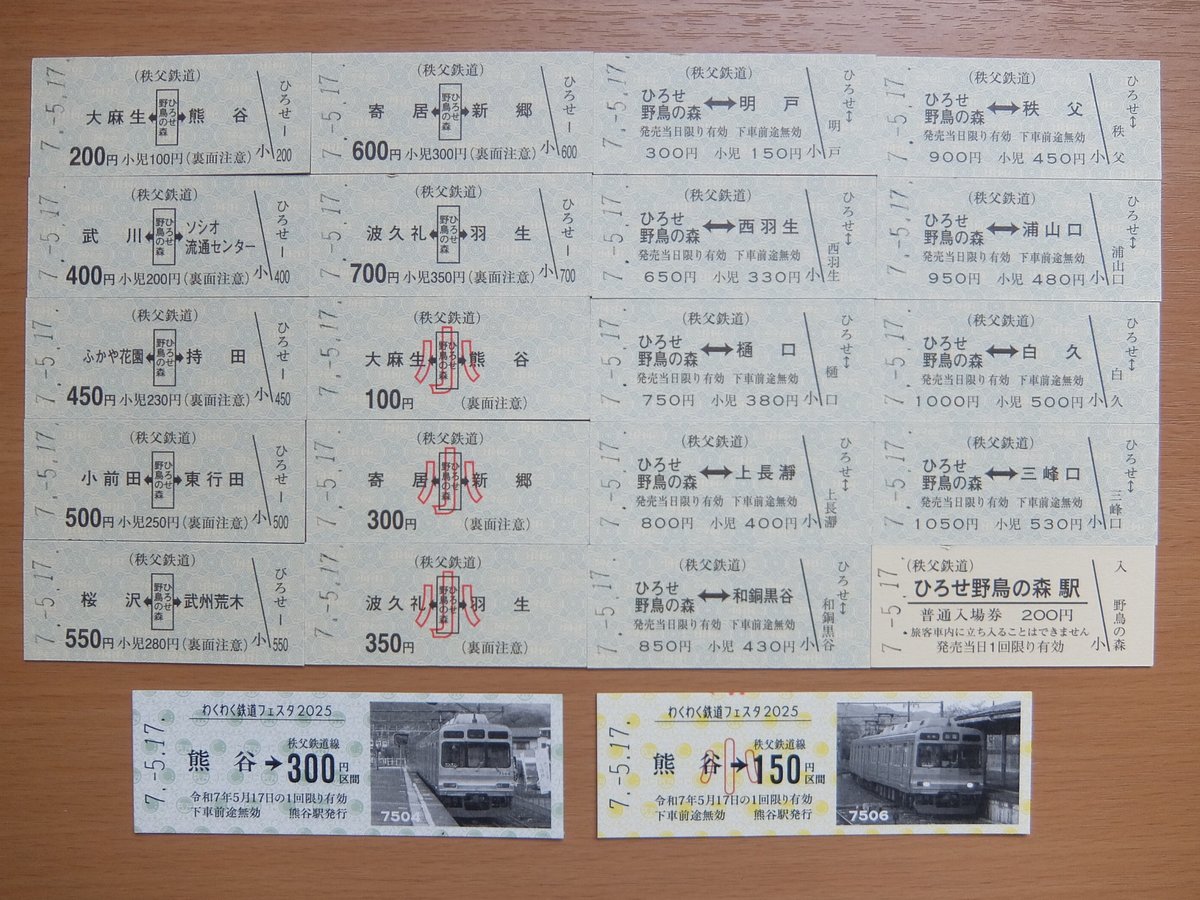 7.-5.17.
(秩父鉄道)
大麻生 ひろせ野鳥の森 熊谷
200円 小児100円 (裏面注意)
ひろせ ー 200
小
7.-5.17.
(秩父鉄道)
寄居 ひろせ野鳥の森 新郷
600円 小児300円 (裏面注意)
ひろせ ー 600
小
7.-5.17.
(秩父鉄道)
ひろせ野鳥の森 ↔ 明戸
発売当日限り有効 下車前途無効
300円 小児 150円
ひろせ↔明戸
小
7.-5.17.
(秩父鉄道)
ひろせ野鳥の森 ↔ 秩父
発売当日限り有効 下車前途無効
900円 小児 450円
ひろせ↔秩父
小
7.-5.17.
(秩父鉄道)
武川 ひろせ野鳥の森 ソシオ流通センター
400円 小児200円 (裏面注意)
ひろせ ー 400
小
7.-5.17.
(秩父鉄道)
波久礼 ひろせ野鳥の森 羽生
700円 小児350円 (裏面注意)
ひろせ ー 700
小
7.-5.17.
(秩父鉄道)
ひろせ野鳥の森 ↔ 西羽生
発売当日限り有効 下車前途無効
650円 小児 330円
ひろせ↔西羽生
小
7.-5.17.
(秩父鉄道)
ひろせ野鳥の森 ↔ 浦山口
発売当日限り有効 下車前途無効
950円 小児 480円
ひろせ↔浦山口
小
7.-5.17.
(秩父鉄道)
ふかや花園 ひろせ野鳥の森 持田
450円 小児230円 (裏面注意)
ひろせ ー 450
小
7.-5.17.
(秩父鉄道)
大麻生 ひろせ野鳥の森 熊谷
小
100円 (裏面注意)
7.-5.17.
(秩父鉄道)
ひろせ野鳥の森 ↔ 樋口
発売当日限り有効 下車前途無効
750円 小児 380円
ひろせ↔樋口
小
7.-5.17.
(秩父鉄道)
ひろせ野鳥の森 ↔ 白久
発売当日限り有効 下車前途無効
1000円 小児 500円
ひろせ↔白久
小
7.-5.17.
(秩父鉄道)
小前田 ひろせ野鳥の森 東行田
500円 小児250円 (裏面注意)
ひろせ ー 500
小
7.-5.17.
(秩父鉄道)
寄居 ひろせ野鳥の森 新郷
小
300円 (裏面注意)
7.-5.17.
(秩父鉄道)
ひろせ野鳥の森 ↔ 上長瀞
発売当日限り有効 下車前途無効
800円 小児 400円
ひろせ↔上長瀞
小
7.-5.17.
(秩父鉄道)
ひろせ野鳥の森 ↔ 三峰口
発売当日限り有効 下車前途無効
1050円 小児 530円
ひろせ↔三峰口
小
7.-5.17.
(秩父鉄道)
桜沢 ひろせ野鳥の森 武州荒木
550円 小児280円 (裏面注意)
ひろせ ー 550
小
7.-5.17.
(秩父鉄道)
波久礼 ひろせ野鳥の森 羽生
小
350円 (裏面注意)
7.-5.17.
(秩父鉄道)
ひろせ野鳥の森 ↔ 和銅黒谷
発売当日限り有効 下車前途無効
850円 小児 430円
ひろせ↔和銅黒谷
小
7.-5.17.
(秩父鉄道)
ひろせ野鳥の森 駅
普通入場券 200円
・旅客車内に立ち入ることはできません
発売当日1回限り有効
入 野鳥の森
小
7.-5.17.
わくわく鉄道フェスタ2025
熊谷➡秩父鉄道線300円区間
令和7年5月17日の1回限り有効
下車前途無効 熊谷駅発行
7504
7.-5.17.
わくわく鉄道フェスタ2025
熊谷➡秩父鉄道線150円区間
小
令和7年5月17日の1回限り有効
下車前途無効 熊谷駅発行
7506